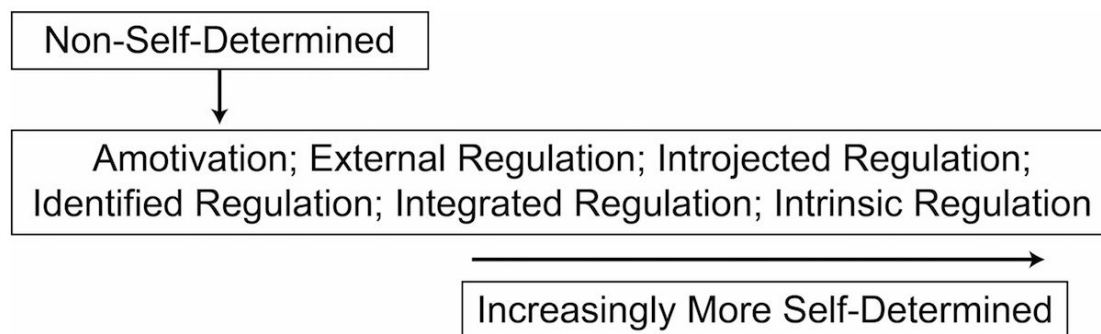 Non-Self-Determined
Amotivation; External Regulation; Introjected Regulation;
Identified Regulation; Integrated Regulation; Intrinsic Regulation
Increasingly More Self-Determined